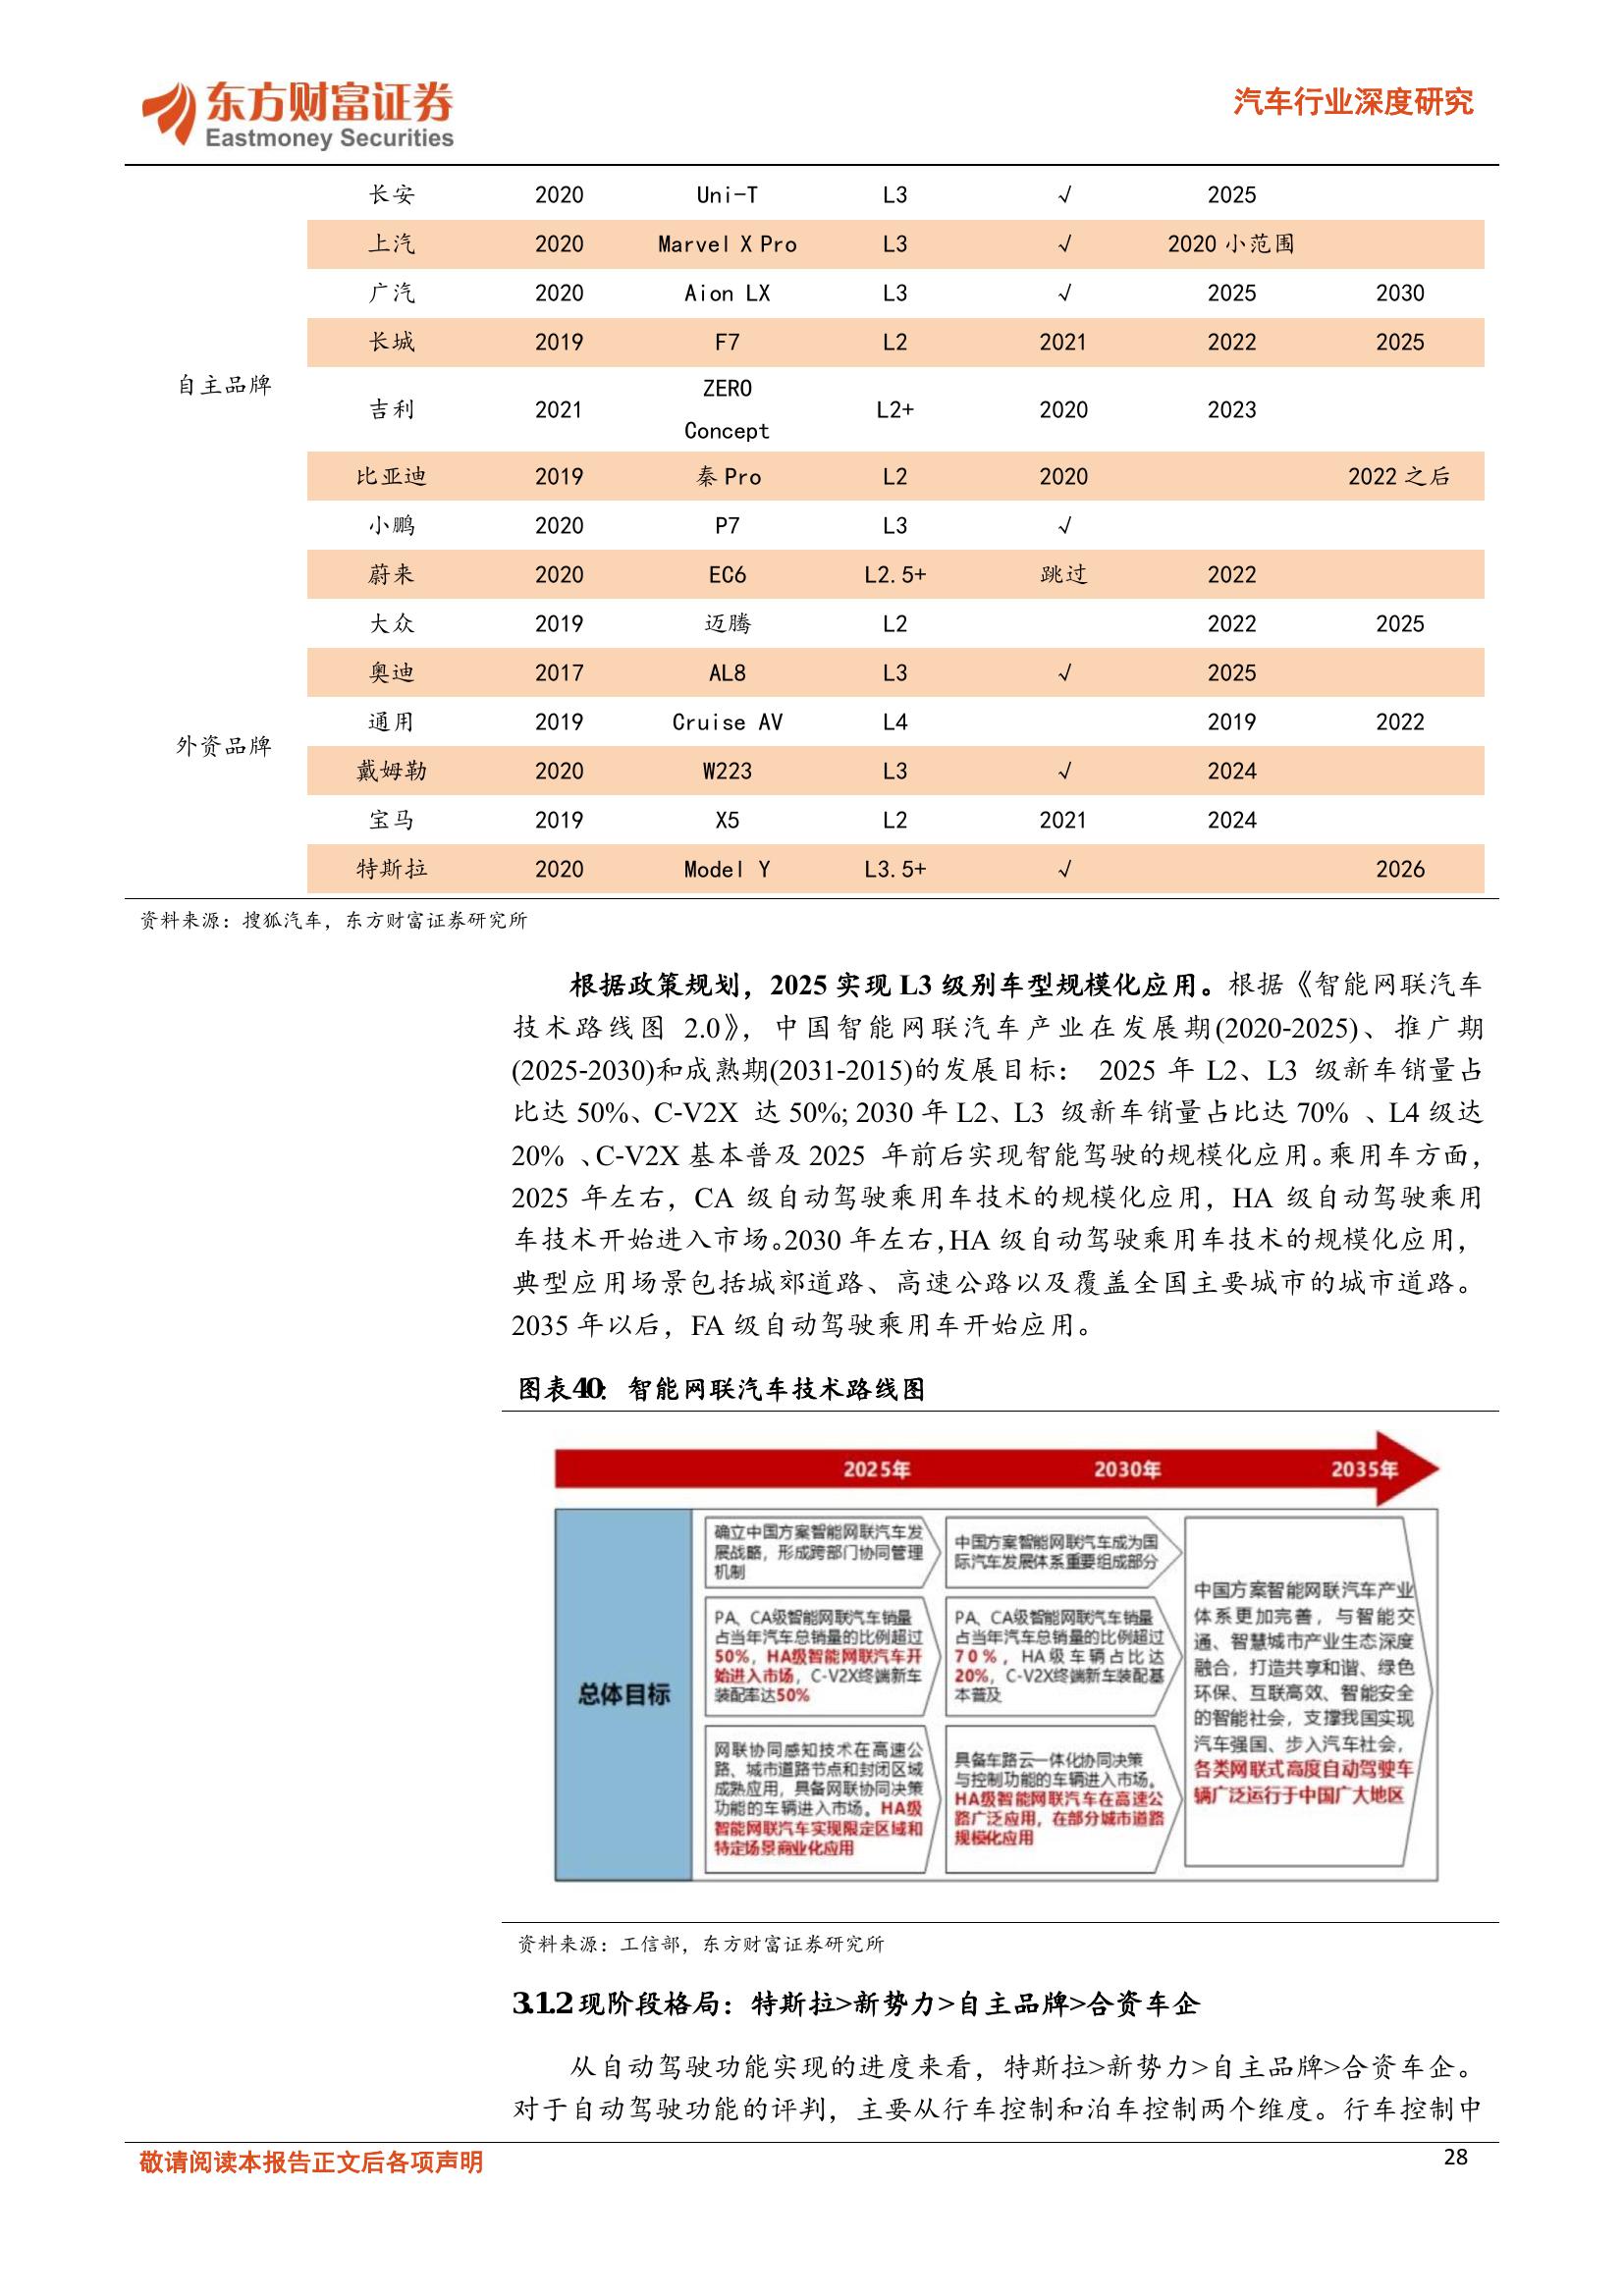 东方财富证券
Eastmoney Securities
汽车行业深度研究
长安 2020 Uni-T L3 √ 2025
上汽 2020 Marvel X Pro L3 √ 2020 小范围
广汽 2020 Aion LX L3 √ 2025 2030
长城 2019 F7 L2 2021 2022 2025
自主品牌
吉利 2021 ZERO Concept L2+ 2020 2023
比亚迪 2019 秦 Pro L2 2020 2022 之后
小鹏 2020 P7 L3 √
蔚来 2020 EC6 L2.5+ 跳过 2022
大众 2019 迈腾 L2 2022 2025
奥迪 2017 AL8 L3 √ 2025
通用 2019 Cruise AV L4 2019 2022
外资品牌
戴姆勒 2020 W223 L3 √ 2024
宝马 2019 X5 L2 2021 2024
特斯拉 2020 Model Y L3.5+ √ 2026
资料来源：搜狐汽车，东方财富证券研究所
根据政策规划，2025 实现 L3 级别车型规模化应用。根据《智能网联汽车
技术路线图 2.0》，中国智能网联汽车产业在发展期(2020-2025)、推广期
(2025-2030)和成熟期(2031-2015)的发展目标： 2025 年 L2、L3 级新车销量占
比达 50%、C-V2X 达 50%; 2030 年 L2、L3 级新车销量占比达 70% 、L4 级达
20% 、C-V2X 基本普及 2025 年前后实现智能驾驶的规模化应用。乘用车方面，
2025 年左右，CA 级自动驾驶乘用车技术的规模化应用，HA 级自动驾驶乘用
车技术开始进入市场。2030 年左右，HA 级自动驾驶乘用车技术的规模化应用，
典型应用场景包括城郊道路、高速公路以及覆盖全国主要城市的城市道路。
2035 年以后，FA 级自动驾驶乘用车开始应用。
图表40：智能网联汽车技术路线图
2025年 2030年 2035年
总体目标
确立中国方案智能网联汽车发
展战略，形成跨部门协同管理
机制
PA、CA级智能网联汽车销量
占当年汽车总销量的比例超过
50%，HA级智能网联汽车开
始进入市场，C-V2X终端新车
装配率达50%
网联协同感知技术在高速公
路、城市道路节点和封闭区域
成熟应用，具备网联协同决策
功能的车辆进入市场。HA级
智能网联汽车实现限定区域和
特定场景商业化应用
中国方案智能网联汽车成为国
际汽车发展体系重要组成部分
PA、CA级智能网联汽车销量
占当年汽车总销量的比例超过
70%，HA级车辆占比达
20%，C-V2X终端新车装配基
本普及
具备车路云一体化协同决策
与控制功能的车辆进入市场。
HA级智能网联汽车在高速公
路广泛应用，在部分城市道路
规模化应用
中国方案智能网联汽车产业
体系更加完善，与智能交
通、智慧城市产业生态深度
融合，打造共享和谐、绿色
环保、互联高效、智能安全
的智能社会，支撑我国实现
汽车强国、步入汽车社会，
各类网联式高度自动驾驶车
辆广泛运行于中国广大地区
资料来源：工信部，东方财富证券研究所
3.1.2 现阶段格局：特斯拉>新势力>自主品牌>合资车企
从自动驾驶功能实现的进度来看，特斯拉>新势力>自主品牌>合资车企。
对于自动驾驶功能的评判，主要从行车控制和泊车控制两个维度。行车控制中
敬请阅读本报告正文后各项声明
28